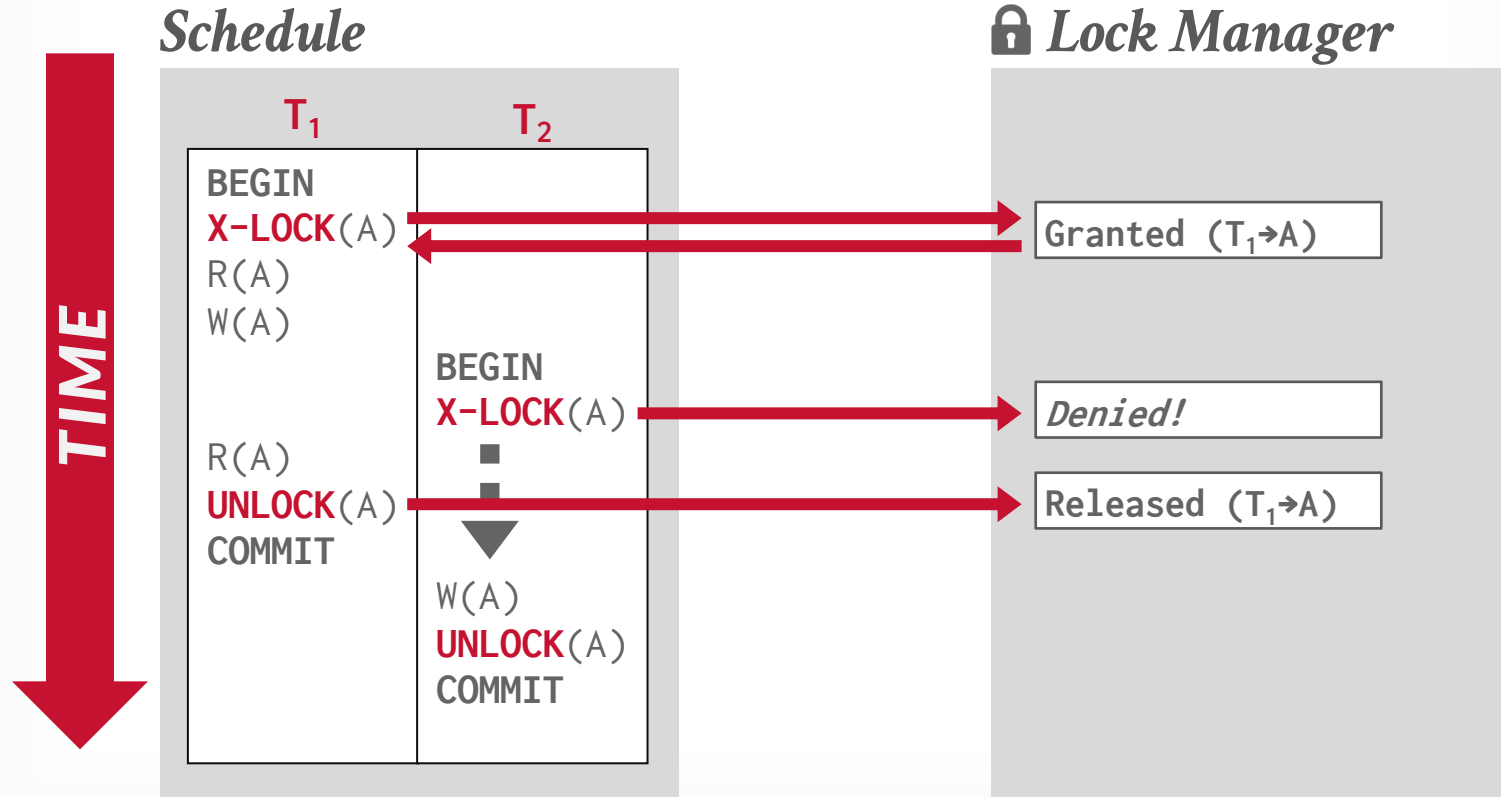 Schedule
Lock Manager
TIME
T₁
T₂
BEGIN
X-LOCK(A)
R(A)
W(A)
BEGIN
X-LOCK(A)
R(A)
UNLOCK(A)
COMMIT
W(A)
UNLOCK(A)
COMMIT
Granted (T₁→A)
Denied!
Released (T₁→A)